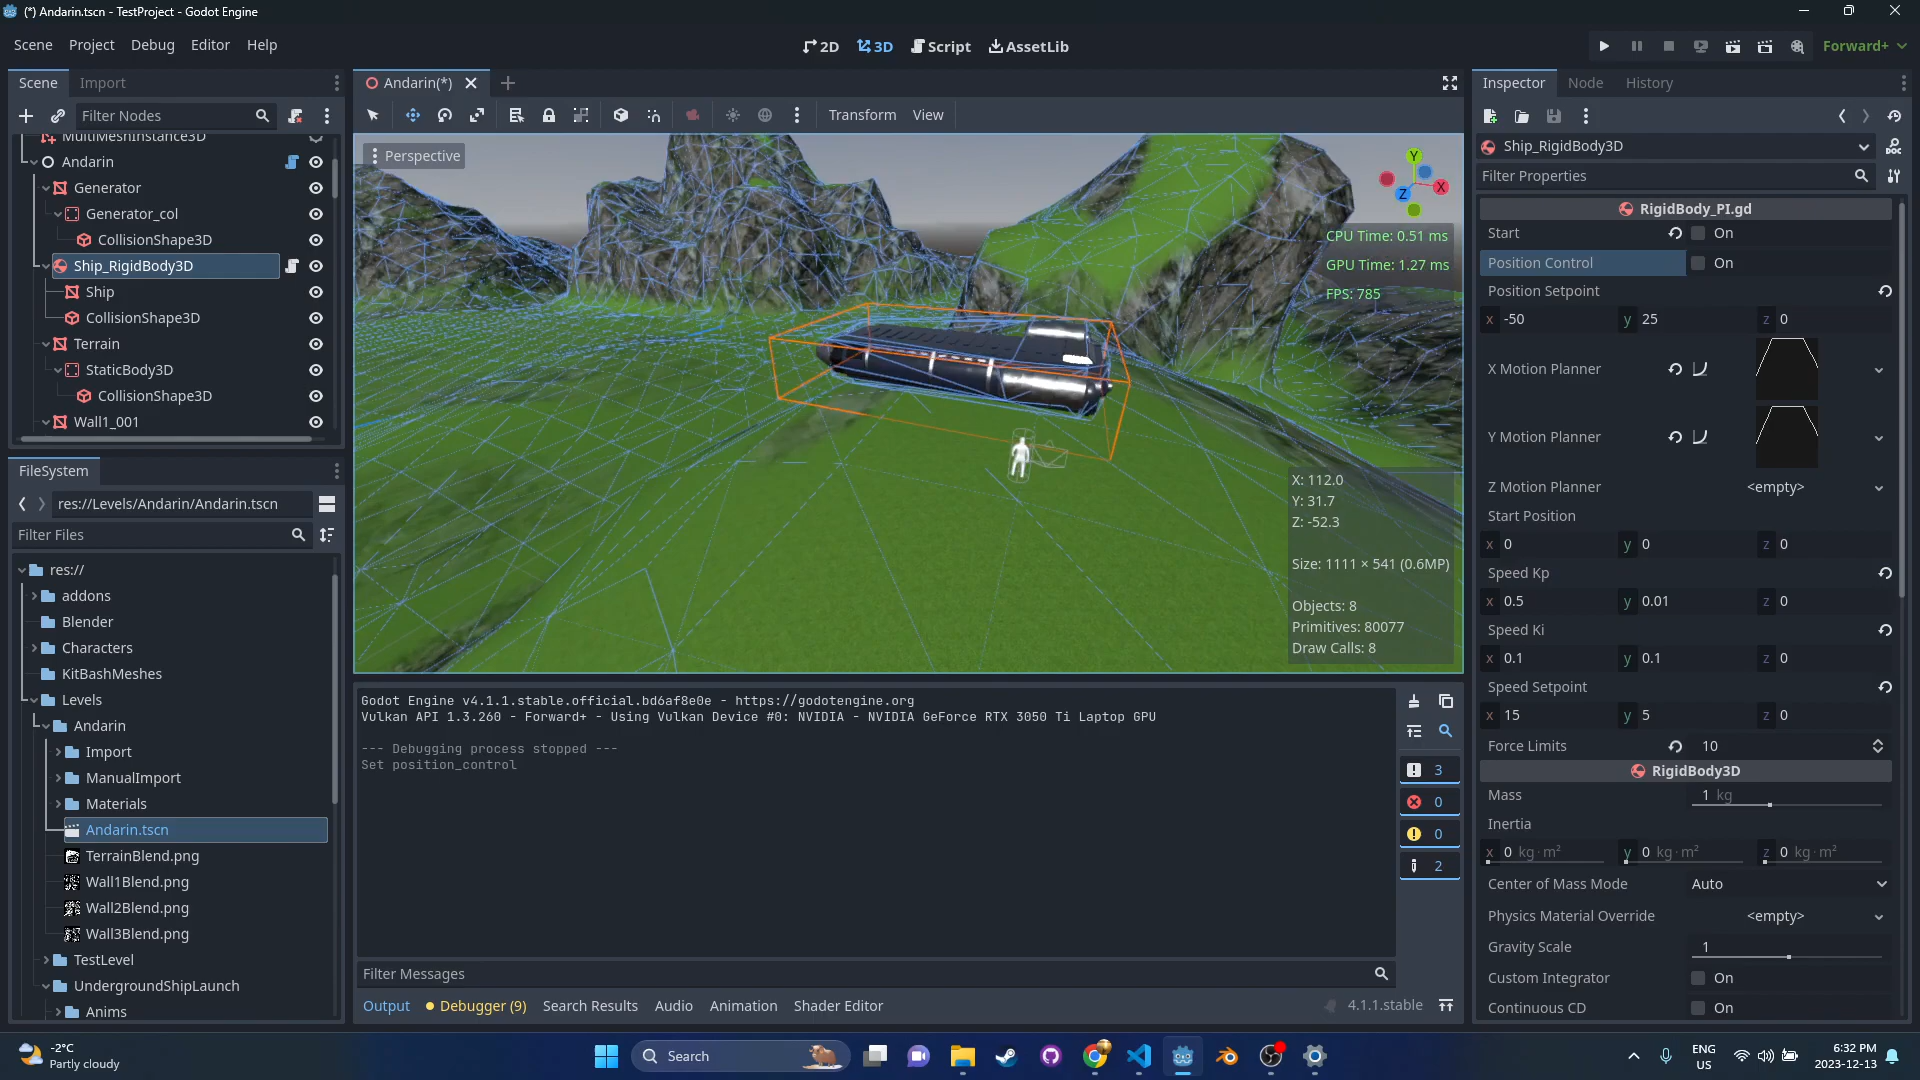 (*) Andarin.tscn - TestProject - Godot Engine
Scene Project Debug Editor Help
2D 3D Script AssetLib
Forward+
Scene Import
Filter Nodes
MultiMeshInstance3D
Andarin
Generator
Generator_col
CollisionShape3D
Ship_RigidBody3D
Ship
CollisionShape3D
Terrain
StaticBody3D
CollisionShape3D
Wall1_001
FileSystem
res://Levels/Andarin/Andarin.tscn
Filter Files
res://
addons
Blender
Characters
KitBashMeshes
Levels
Andarin
Import
ManualImport
Materials
Andarin.tscn
TerrainBlend.png
Wall1Blend.png
Wall2Blend.png
Wall3Blend.png
TestLevel
UndergroundShipLaunch
Anims
Andarin(*)
Transform View
Perspective
Y
X
Z
CPU Time: 0.51 ms
GPU Time: 1.27 ms
FPS: 785
X: 112.0
Y: 31.7
Z: -52.3
Size: 1111 × 541 (0.6MP)
Objects: 8
Primitives: 80077
Draw Calls: 8
Godot Engine v4.1.1.stable.official.bd6af8e0e - https://godotengine.org
Vulkan API 1.3.260 - Forward+ - Using Vulkan Device #0: NVIDIA - NVIDIA GeForce RTX 3050 Ti Laptop GPU
--- Debugging process stopped ---
Set position_control
3
0
0
2
Filter Messages
Output Debugger (9) Search Results Audio Animation Shader Editor
4.1.1.stable
Inspector Node History
Ship_RigidBody3D
Filter Properties
RigidBody_PI.gd
Start On
Position Control On
Position Setpoint
x -50 y 25 z 0
X Motion Planner
Y Motion Planner
Z Motion Planner <empty>
Start Position
x 0 y 0 z 0
Speed Kp
x 0.5 y 0.01 z 0
Speed Ki
x 0.1 y 0.1 z 0
Speed Setpoint
x 15 y 5 z 0
Force Limits 10
RigidBody3D
Mass 1 kg
Inertia
x 0 kg·m² y 0 kg·m² z 0 kg·m²
Center of Mass Mode Auto
Physics Material Override <empty>
Gravity Scale 1
Custom Integrator On
Continuous CD On
-2°C
Partly cloudy
Search
ENG
US
6:32 PM
2023-12-13